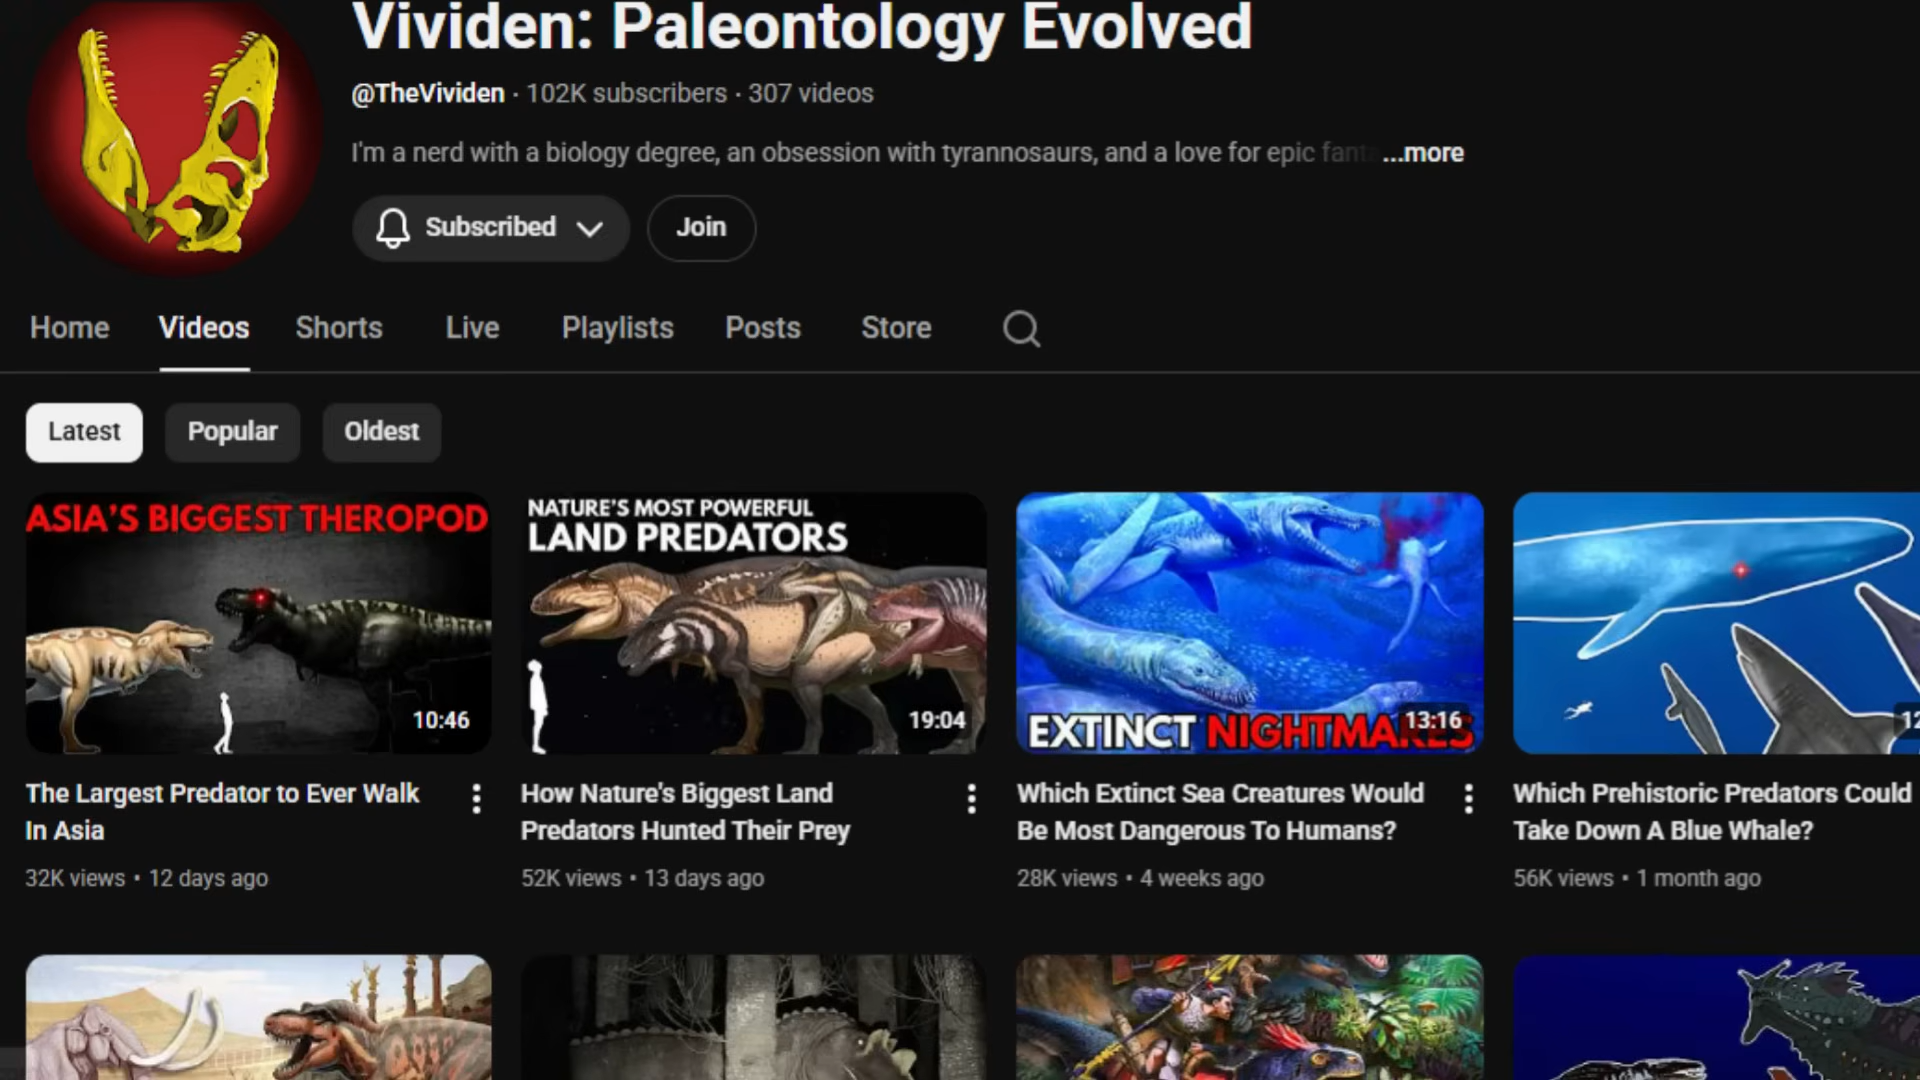 Vividen: Paleontology Evolved
@TheVividen · 102K subscribers · 307 videos
I'm a nerd with a biology degree, an obsession with tyrannosaurs, and a love for epic ...more
Subscribed
Join
Home Videos Shorts Live Playlists Posts Store
Latest Popular Oldest
ASIA'S BIGGEST THEROPOD
10:46
NATURE'S MOST POWERFUL
LAND PREDATORS
19:04
EXTINCT NIGHTMARES
13:16
12
The Largest Predator to Ever Walk
In Asia
32K views • 12 days ago
How Nature's Biggest Land
Predators Hunted Their Prey
52K views • 13 days ago
Which Extinct Sea Creatures Would
Be Most Dangerous To Humans?
28K views • 4 weeks ago
Which Prehistoric Predators Could
Take Down A Blue Whale?
56K views • 1 month ago